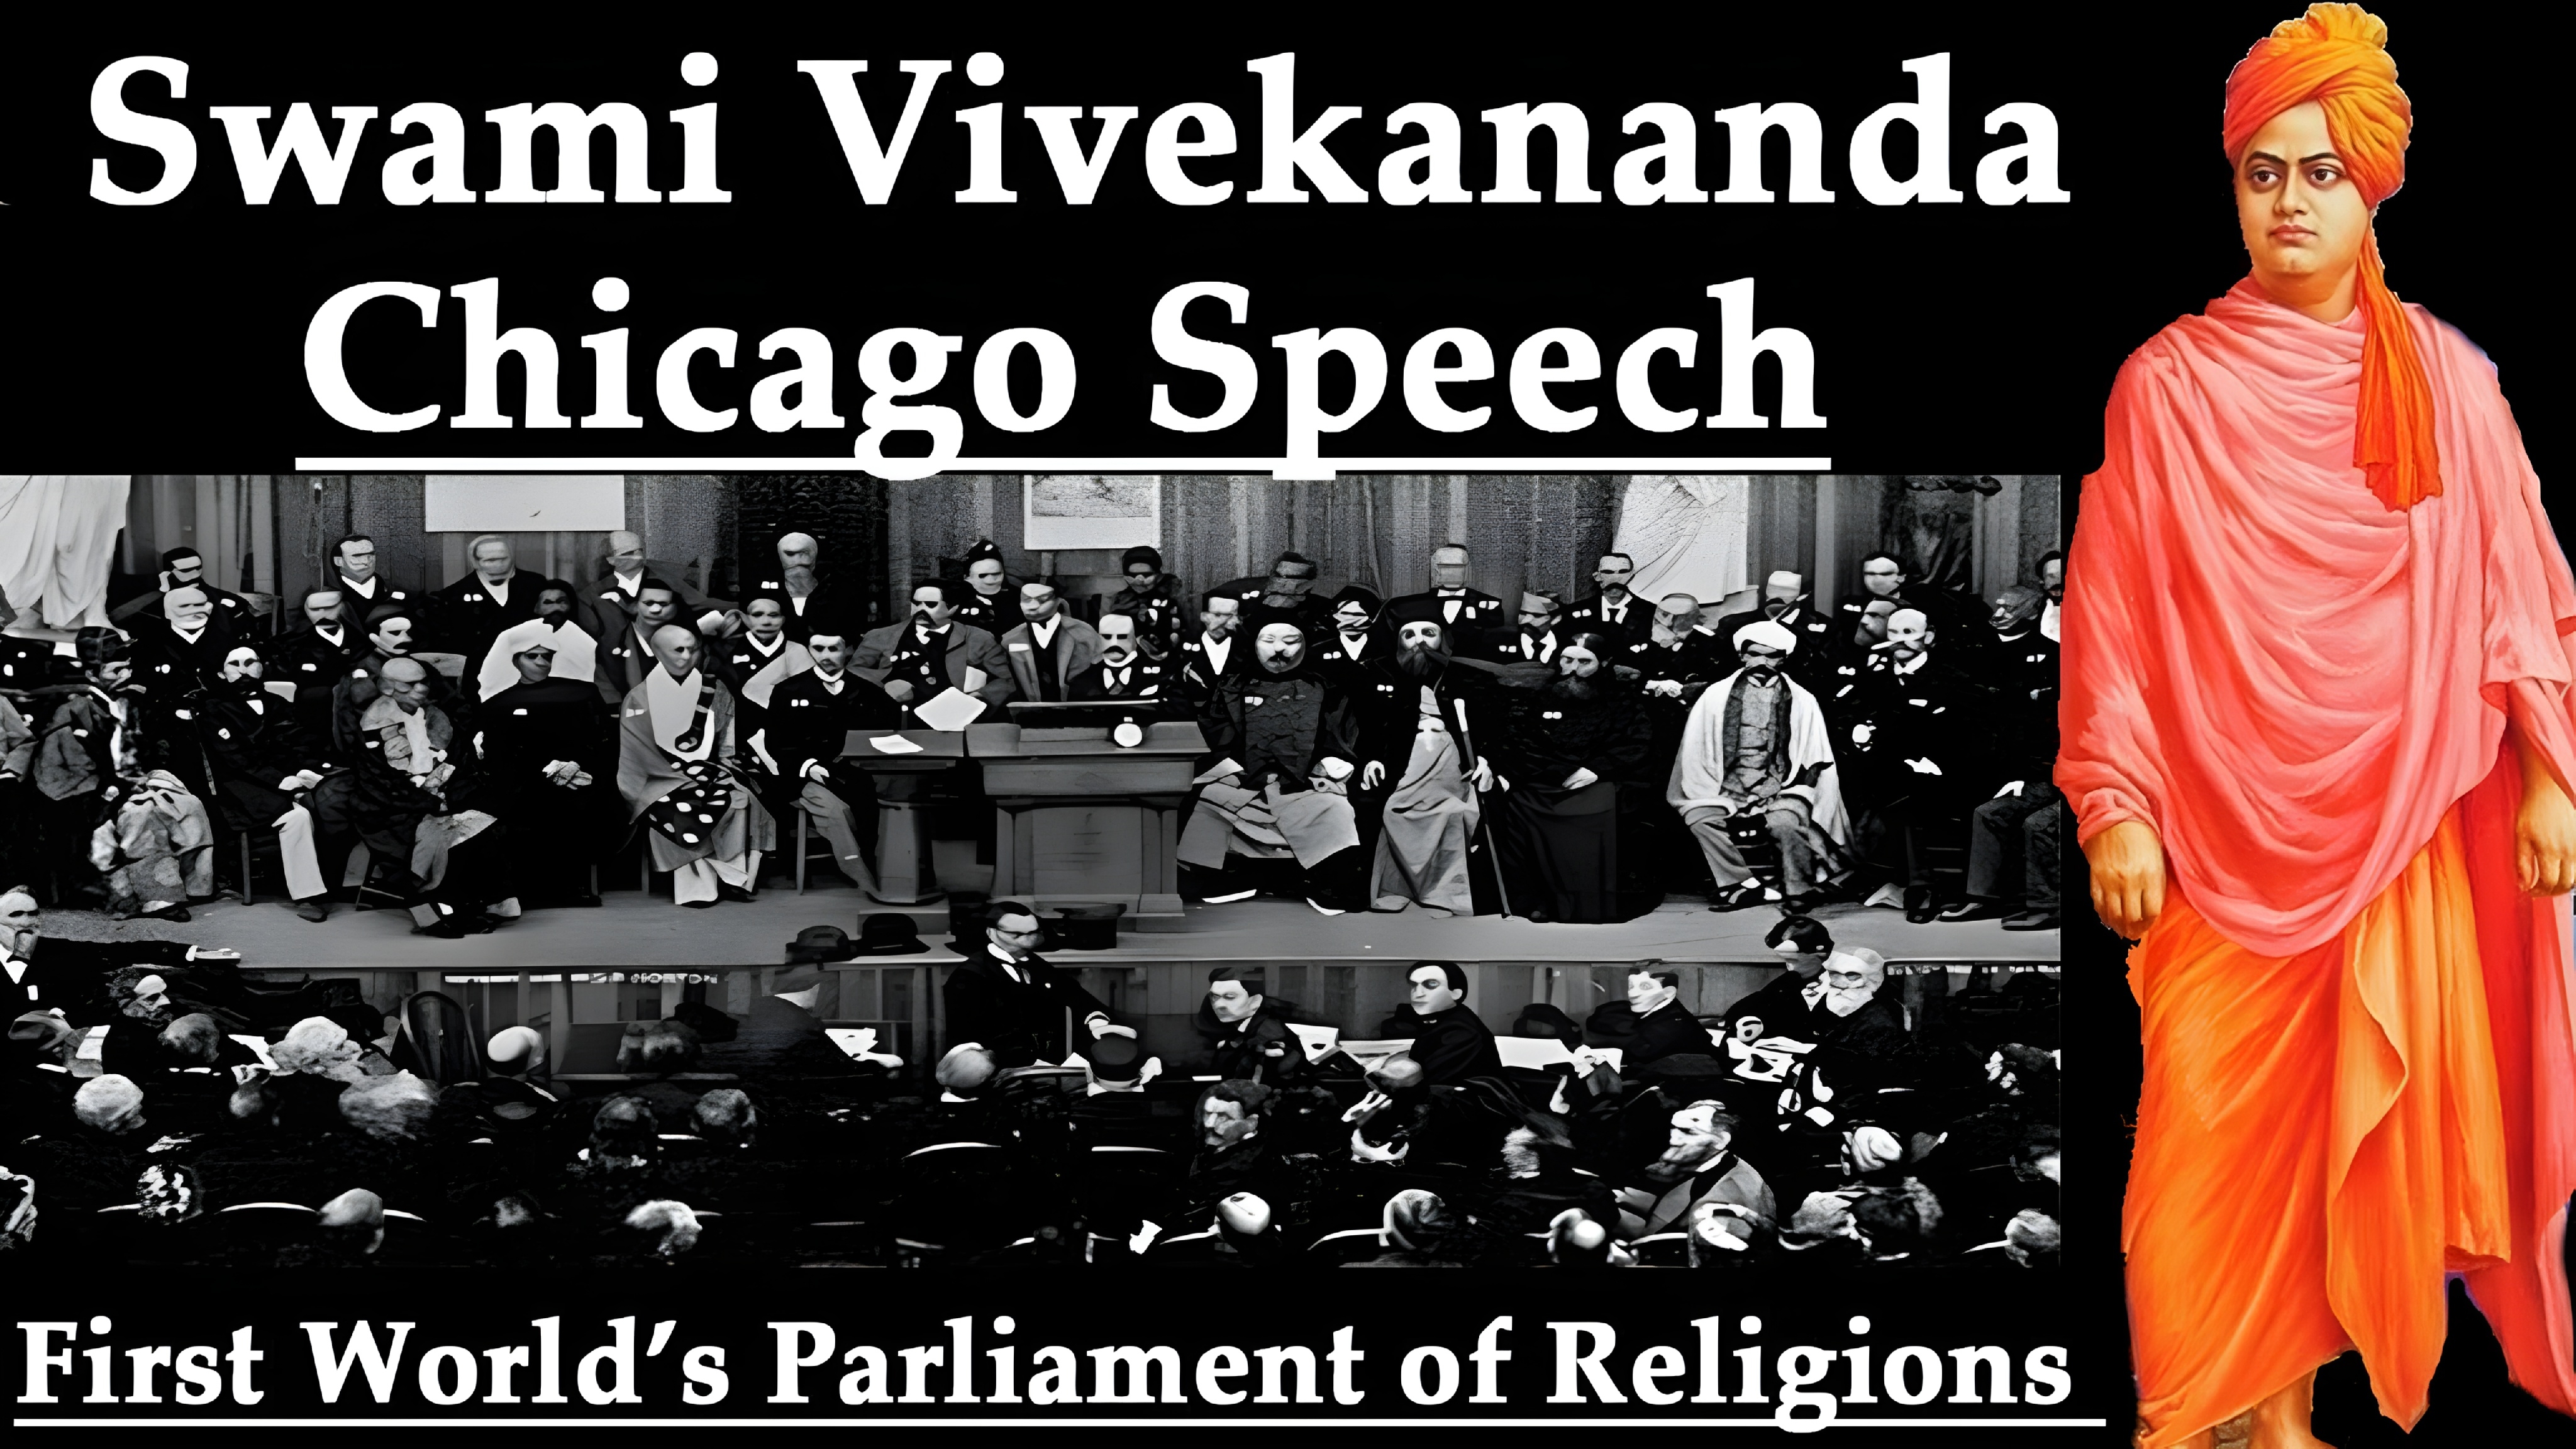 Swami Vivekananda
Chicago Speech
First World’s Parliament of Religions